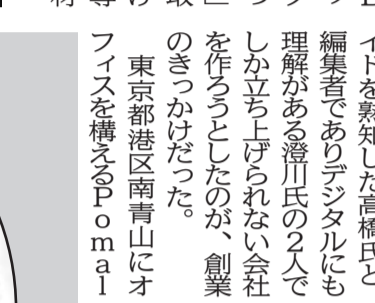 イドを熟知した高橋氏と
編集者でありデジタルにも
理解がある澄川氏の2人で
しか立ち上げられない会社
を作ろうとしたのが、創業
のきっかけだった。
東京都港区南青山にオ
フィスを構えるPomal